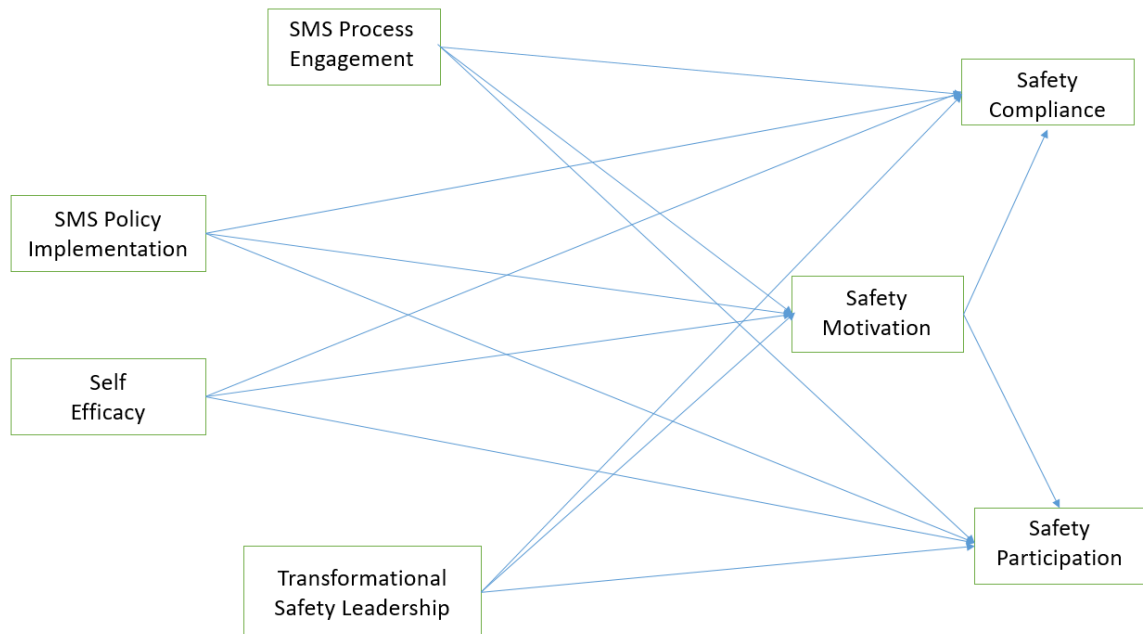 SMS Process
Engagement
Safety
Compliance
SMS Policy
Implementation
Safety
Motivation
Self
Efficacy
Safety
Participation
Transformational
Safety Leadership